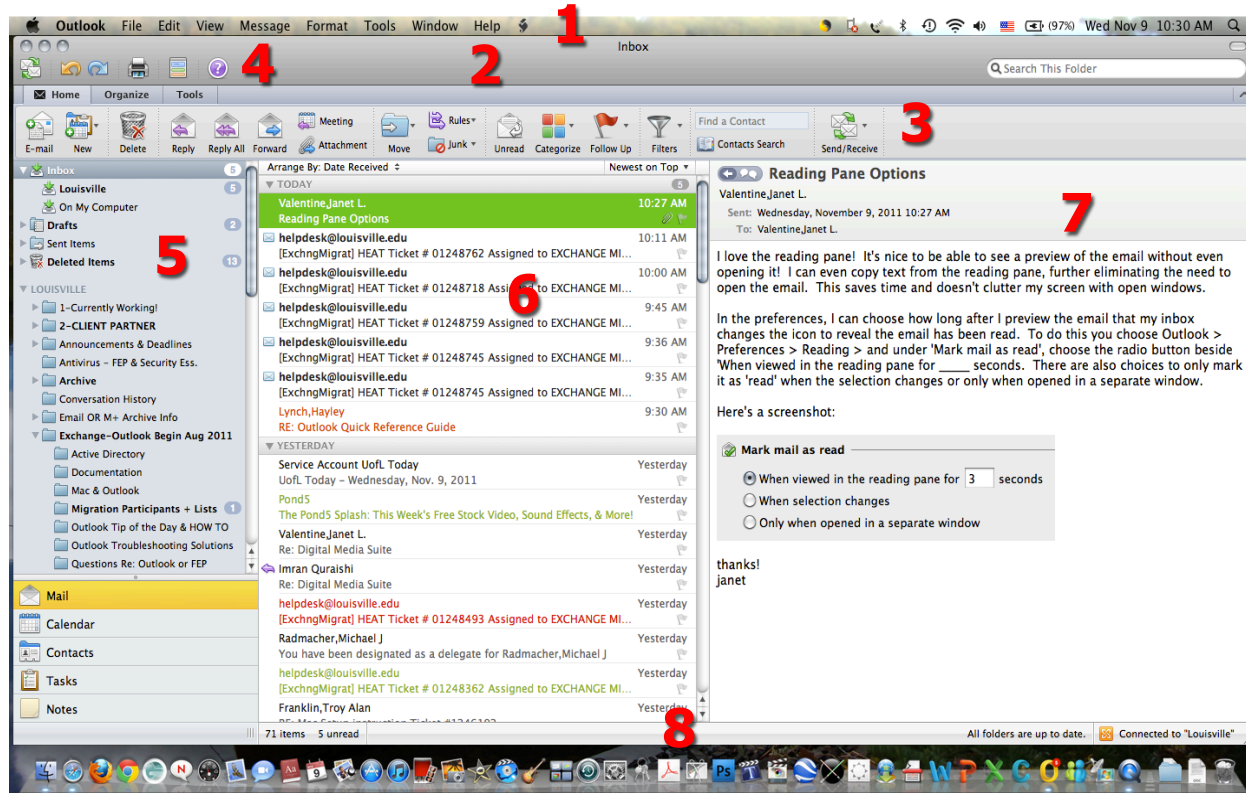 Outlook File Edit View Message Format Tools Window Help
(97%) Wed Nov 9 10:30 AM
1
Inbox
2
4
Search This Folder
Home Organize Tools
3
E-mail New Delete Reply Reply All Forward Meeting Attachment Move Rules Junk Unread Categorize Follow Up Filters Find a Contact Contacts Search Send/Receive
Inbox 5
Louisville 5
On My Computer
Drafts 2
Sent Items
Deleted Items 13
5
LOUISVILLE
1-Currently Working!
2-CLIENT PARTNER
Announcements & Deadlines
Antivirus - FEP & Security Ess.
Archive
Conversation History
Email OR M+ Archive Info
Exchange-Outlook Begin Aug 2011
Active Directory
Documentation
Mac & Outlook
Migration Participants + Lists 1
Outlook Tip of the Day & HOW TO
Outlook Troubleshooting Solutions
Questions Re: Outlook or FEP
Mail
Calendar
Contacts
Tasks
Notes
Arrange By: Date Received Newest on Top
TODAY 5
Valentine,Janet L. 10:27 AM
Reading Pane Options
helpdesk@louisville.edu 10:11 AM
[ExchngMigrat] HEAT Ticket # 01248762 Assigned to EXCHANGE MI...
helpdesk@louisville.edu 10:00 AM
[ExchngMigrat] HEAT Ticket # 01248718 Assigned to EXCHANGE MI...
6
helpdesk@louisville.edu 9:45 AM
[ExchngMigrat] HEAT Ticket # 01248759 Assigned to EXCHANGE MI...
helpdesk@louisville.edu 9:36 AM
[ExchngMigrat] HEAT Ticket # 01248745 Assigned to EXCHANGE MI...
helpdesk@louisville.edu 9:35 AM
[ExchngMigrat] HEAT Ticket # 01248745 Assigned to EXCHANGE MI...
Lynch,Hayley 9:30 AM
RE: Outlook Quick Reference Guide
YESTERDAY
Service Account UofL Today Yesterday
UofL Today - Wednesday, Nov. 9, 2011
Pond5 Yesterday
The Pond5 Splash: This Week's Free Stock Video, Sound Effects, & More!
Valentine,Janet L. Yesterday
Re: Digital Media Suite
Imran Quraishi Yesterday
Re: Digital Media Suite
helpdesk@louisville.edu Yesterday
[ExchngMigrat] HEAT Ticket # 01248493 Assigned to EXCHANGE MI...
Radmacher,Michael J Yesterday
You have been designated as a delegate for Radmacher,Michael J
helpdesk@louisville.edu Yesterday
[ExchngMigrat] HEAT Ticket # 01248362 Assigned to EXCHANGE MI...
Franklin,Troy Alan Yesterday
Reading Pane Options
Valentine,Janet L.
Sent: Wednesday, November 9, 2011 10:27 AM
To: Valentine,Janet L.
7
I love the reading pane! It's nice to be able to see a preview of the email without even
opening it! I can even copy text from the reading pane, further eliminating the need to
open the email. This saves time and doesn't clutter my screen with open windows.
In the preferences, I can choose how long after I preview the email that my inbox
changes the icon to reveal the email has been read. To do this you choose Outlook >
Preferences > Reading > and under 'Mark mail as read', choose the radio button beside
'When viewed in the reading pane for ____ seconds. There are also choices to only mark
it as 'read' when the selection changes or only when opened in a separate window.
Here's a screenshot:
Mark mail as read
When viewed in the reading pane for 3 seconds
When selection changes
Only when opened in a separate window
thanks!
janet
8
71 items 5 unread
All folders are up to date. Connected to "Louisville"